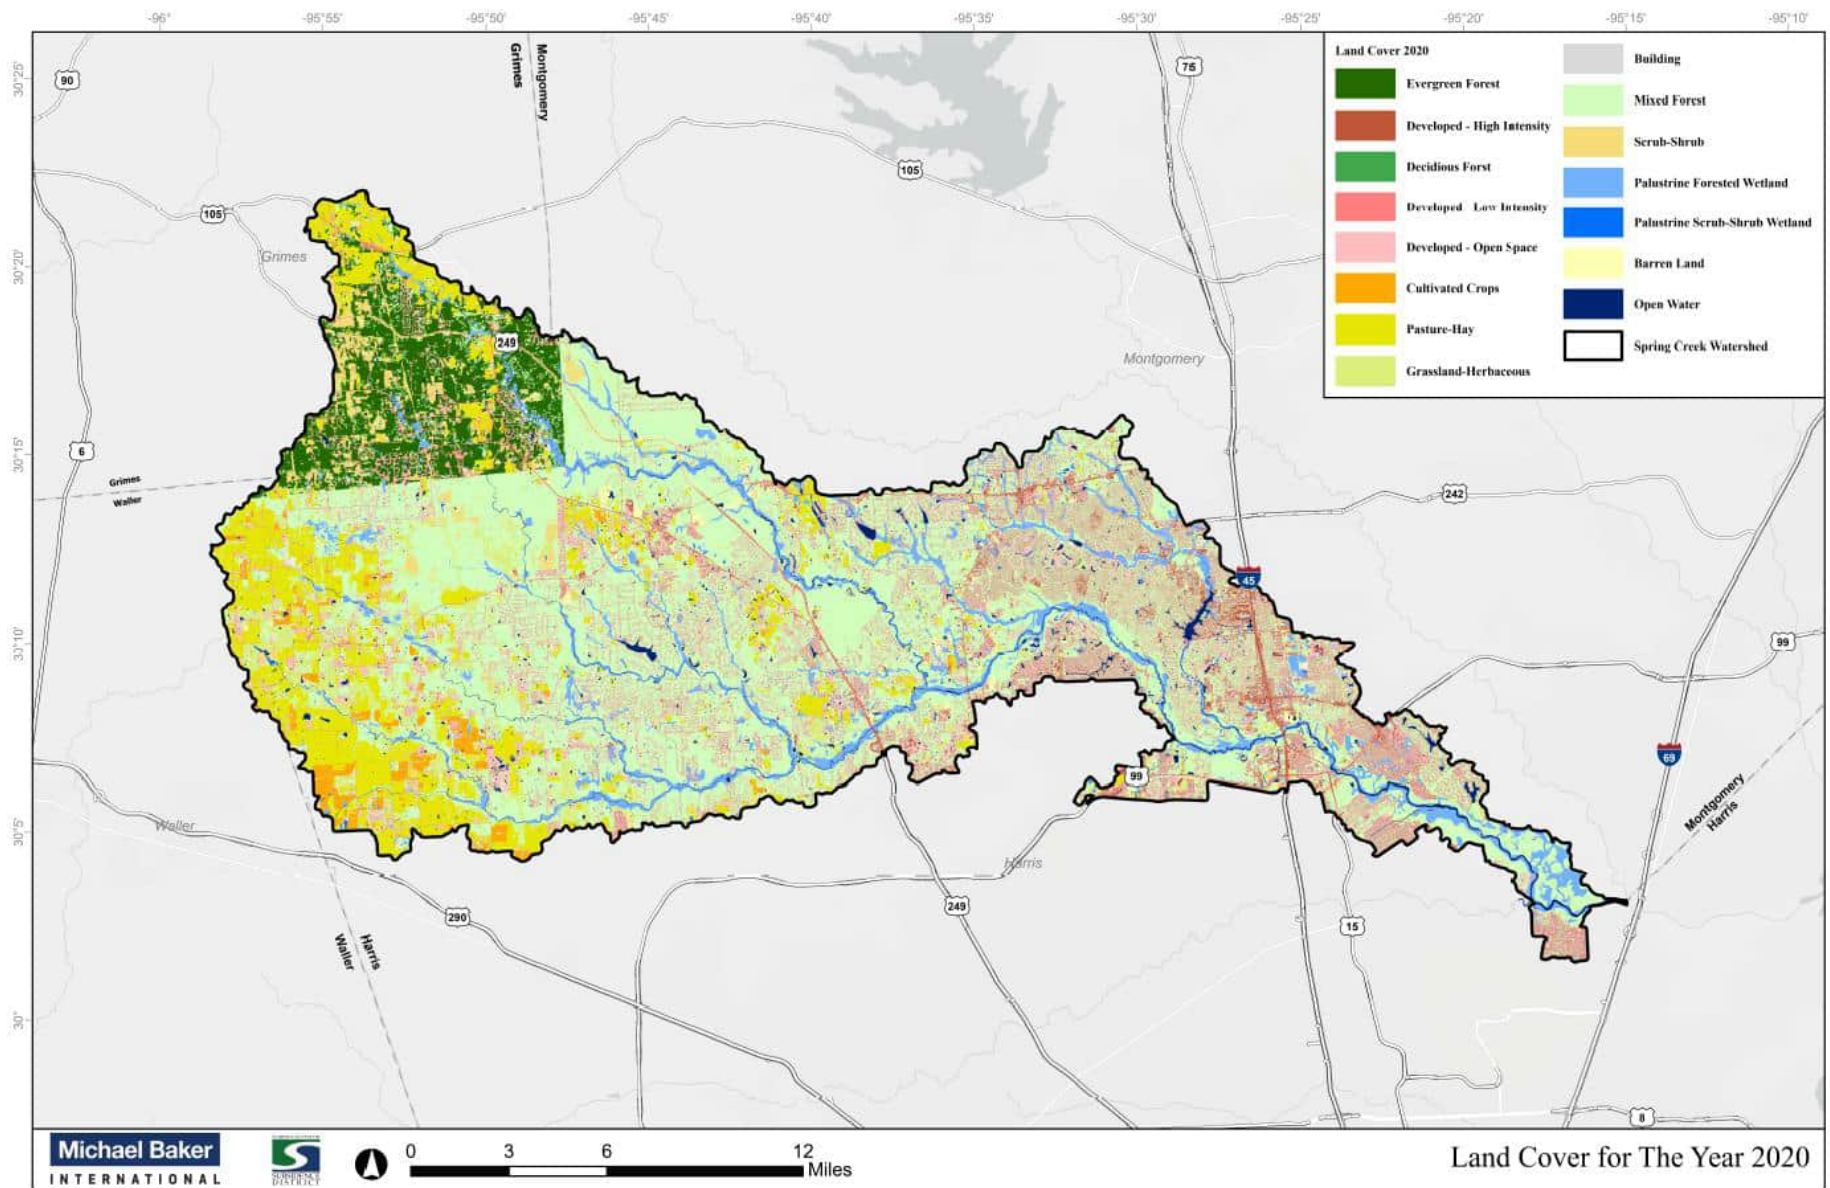 -96°
-95°55'
-95°50'
-95°45'
-95°40'
-95°35'
-95°30'
-95°25'
-95°20'
-95°15'
-95°10'
30°25'
30°20'
30°15'
30°10'
30°5'
30°
Land Cover 2020
Evergreen Forest
Developed - High Intensity
Decidious Forst
Developed - Low Intensity
Developed - Open Space
Cultivated Crops
Pasture-Hay
Grassland-Herbaceous
Building
Mixed Forest
Scrub-Shrub
Palustrine Forested Wetland
Palustrine Scrub-Shrub Wetland
Barren Land
Open Water
Spring Creek Watershed
90
Grimes
Montgomery
75
105
105
Grimes
249
Montgomery
6
Grimes
Waller
242
45
99
69
Montgomery
Harris
99
Waller
Harris
290
249
15
Waller
Harris
8
Michael Baker
INTERNATIONAL
SUBSIDENCE
DISTRICT
0
3
6
12
Miles
Land Cover for The Year 2020